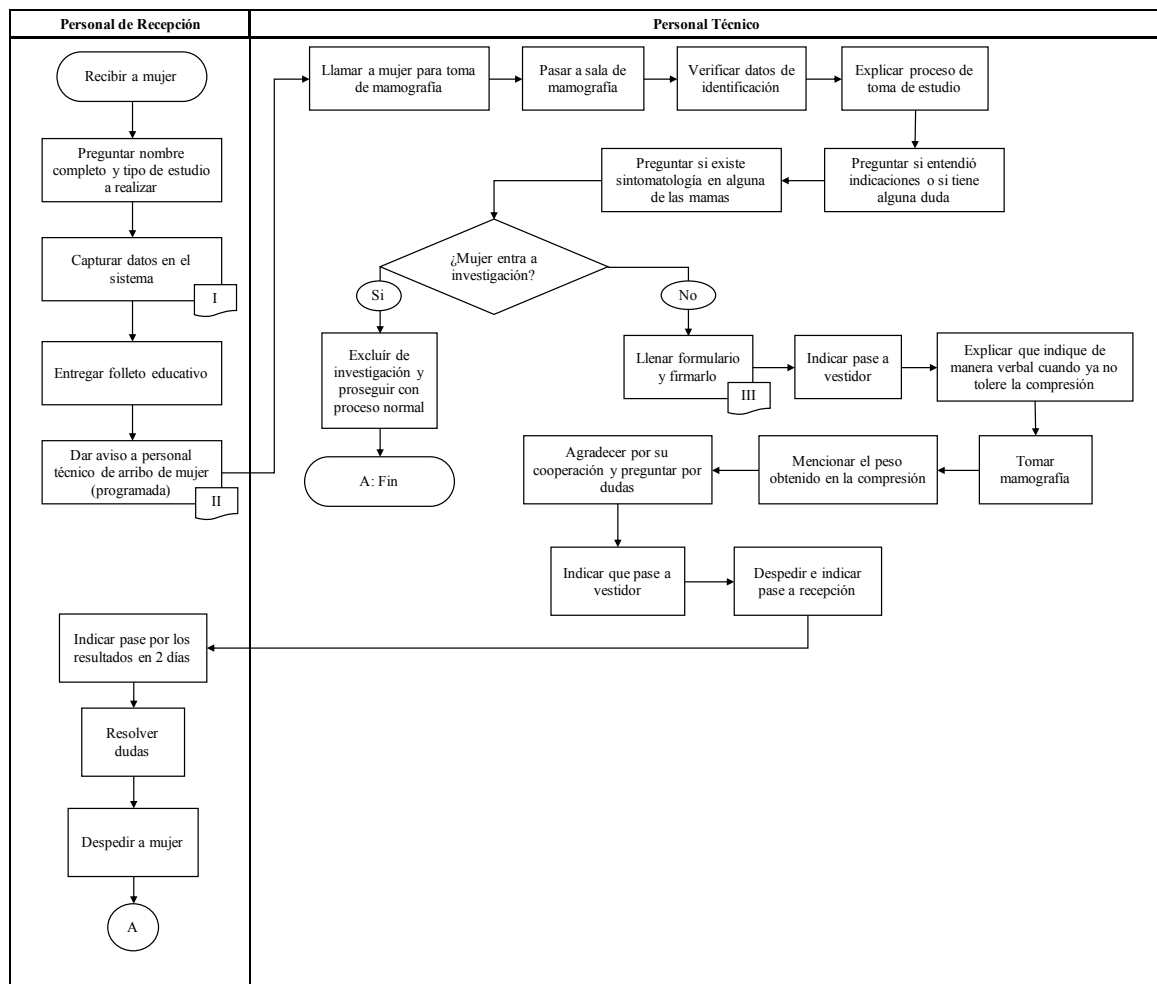 Personal de Recepción
Personal Técnico
Recibir a mujer
Preguntar nombre
completo y tipo de estudio
a realizar
Capturar datos en el
sistema
I
Entregar folleto educativo
Dar aviso a personal
técnico de arribo de mujer
(programada)
II
Llamar a mujer para toma
de mamografía
Pasar a sala de
mamografía
Verificar datos de
identificación
Explicar proceso de
toma de estudio
Preguntar si entendió
indicaciones o si tiene
alguna duda
Preguntar si existe
sintomatología en alguna
de las mamas
¿Mujer entra a
investigación?
Si
No
Excluír de
investigación y
proseguir con
proceso normal
A: Fin
Llenar formulario
y firmarlo
III
Indicar pase a
vestidor
Explicar que indique de
manera verbal cuando ya no
tolere la compresión
Tomar
mamografía
Mencionar el peso
obtenido en la compresión
Agradecer por su
cooperación y preguntar por
dudas
Indicar que pase a
vestidor
Despedir e indicar
pase a recepción
Indicar pase por los
resultados en 2 días
Resolver
dudas
Despedir a mujer
A